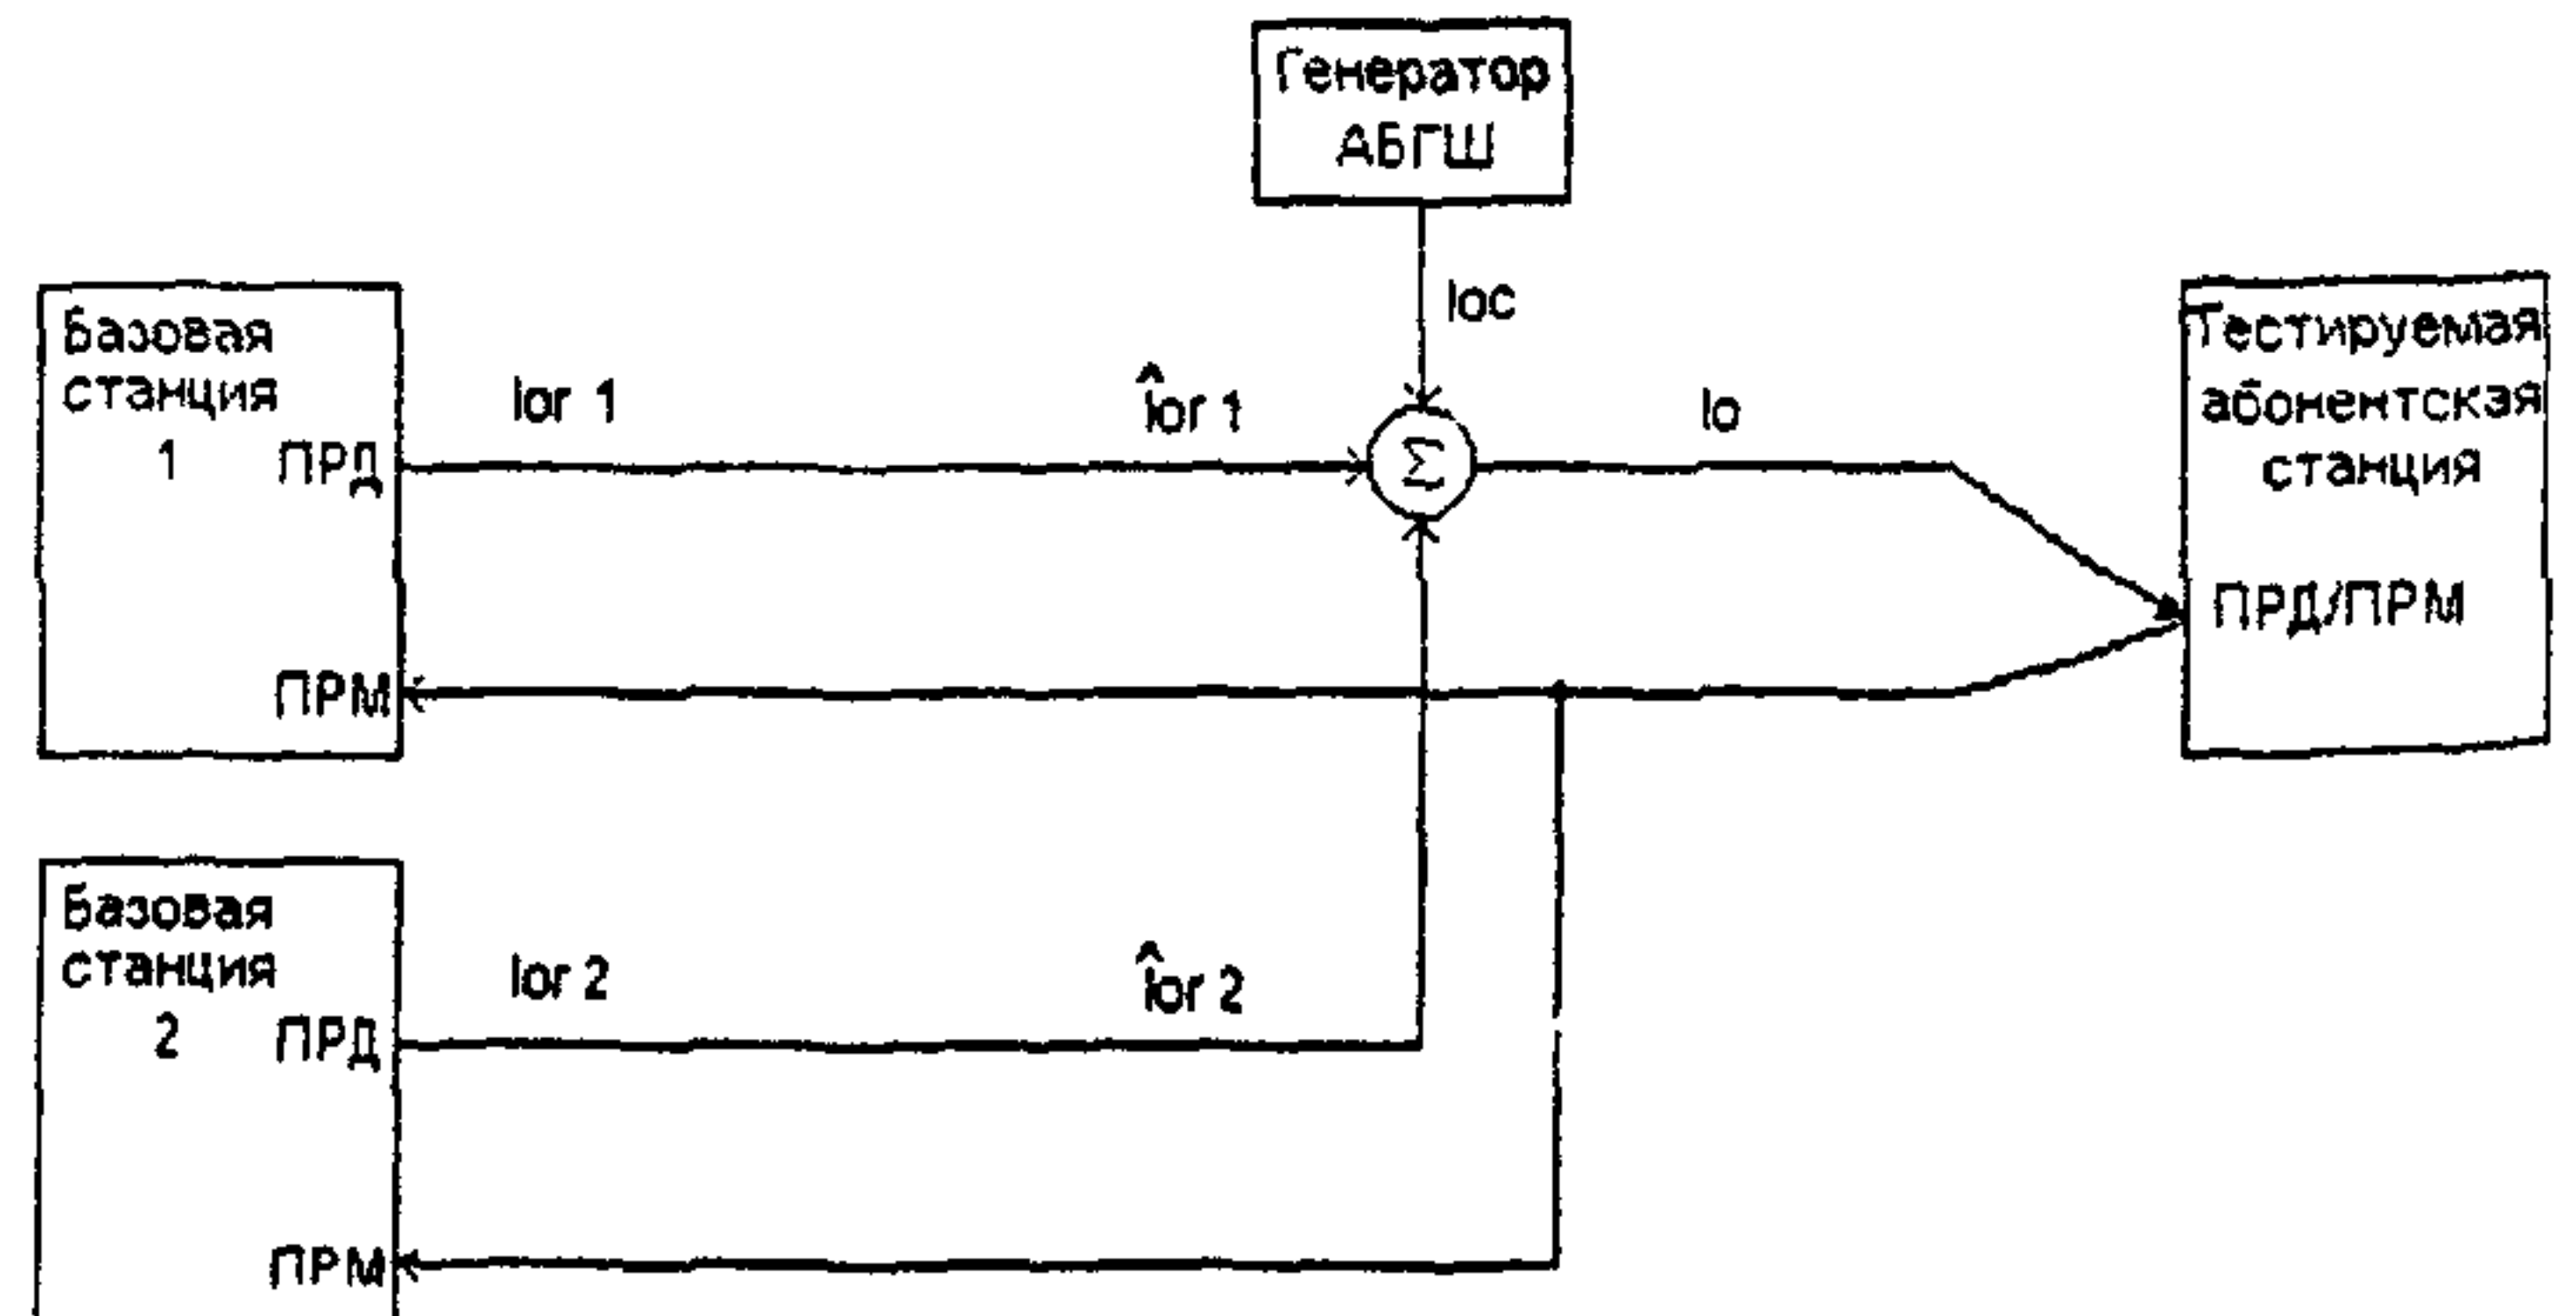 Генератор
АБГШ
Ioc
Базовая
станция
1
ПРД
Ior 1
Îor 1
Σ
Io
Тестируемая
абонентская
станция
ПРД/ПРМ
ПРМ
Базовая
станция
2
ПРД
Ior 2
Îor 2
ПРМ